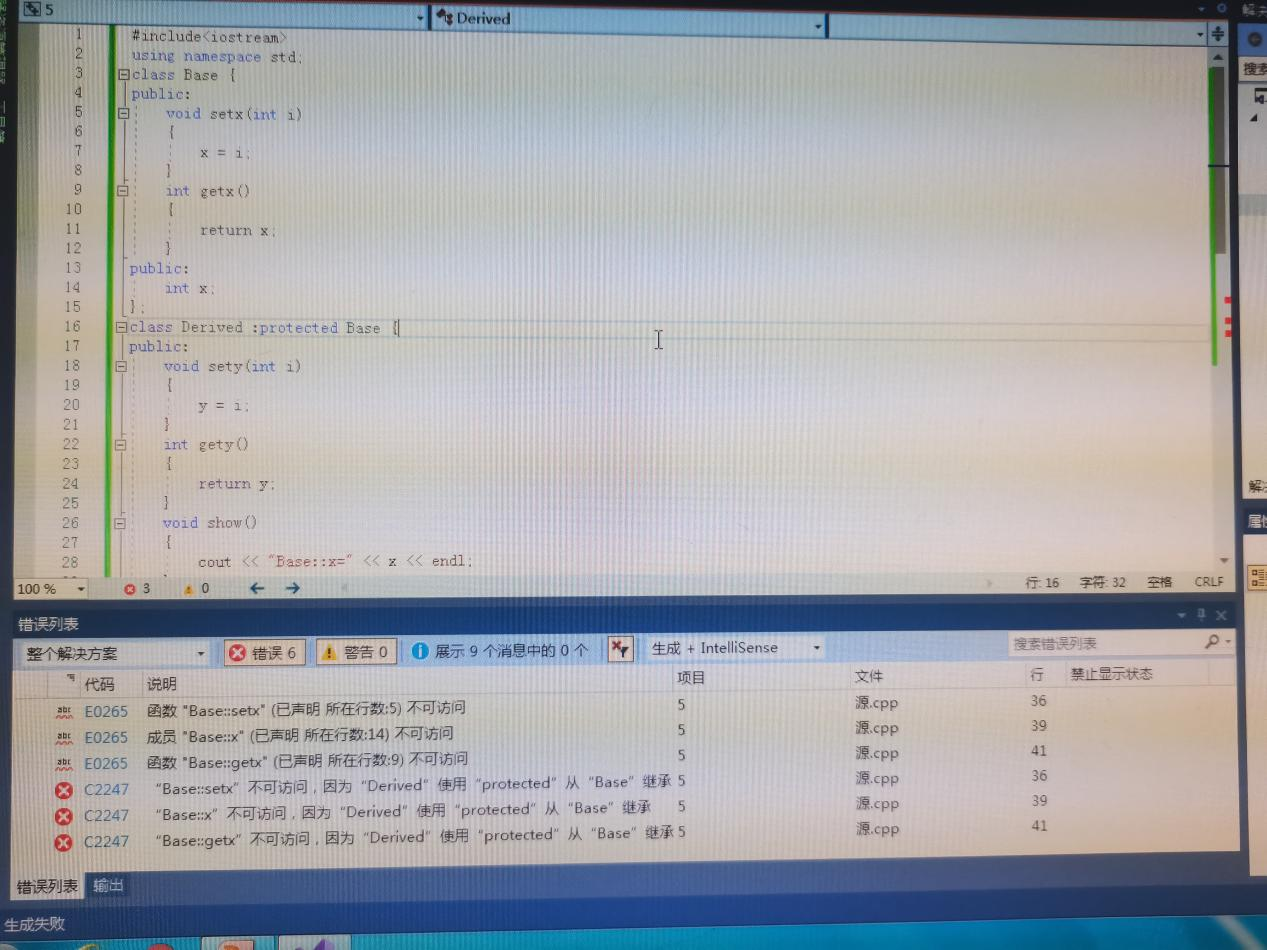 5
Derived
解决
1 #include<iostream>
2 using namespace std;
3 class Base {
4 public:
5 void setx(int i)
6 {
7 x = i;
8 }
9 int getx()
10 {
11 return x;
12 }
13 public:
14 int x;
15 };
16 class Derived :protected Base {
17 public:
18 void sety(int i)
19 {
20 y = i;
21 }
22 int gety()
23 {
24 return y;
25 }
26 void show()
27 {
28 cout << "Base::x=" << x << endl;
搜索
解决
属性
100 % 3 0 行: 16 字符: 32 空格 CRLF
错误列表
整个解决方案 错误 6 警告 0 展示 9 个消息中的 0 个 生成 + IntelliSense 搜索错误列表
代码 说明 项目 文件 行 禁止显示状态
abc E0265 函数 "Base::setx" (已声明 所在行数:5) 不可访问 5 源.cpp 36
abc E0265 成员 "Base::x" (已声明 所在行数:14) 不可访问 5 源.cpp 39
abc E0265 函数 "Base::getx" (已声明 所在行数:9) 不可访问 5 源.cpp 41
C2247 “Base::setx”不可访问，因为“Derived”使用“protected”从“Base”继承 5 源.cpp 36
C2247 “Base::x”不可访问，因为“Derived”使用“protected”从“Base”继承 5 源.cpp 39
C2247 “Base::getx”不可访问，因为“Derived”使用“protected”从“Base”继承 5 源.cpp 41
错误列表 输出
生成失败